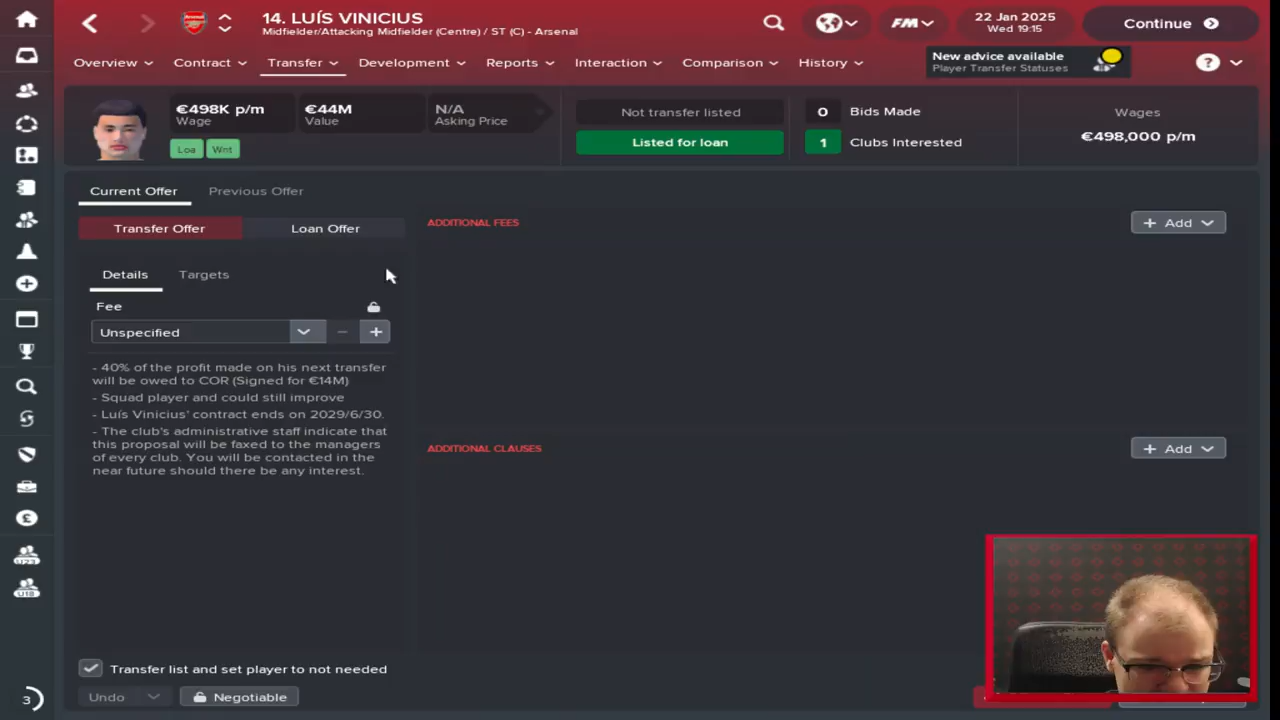 14. LUÍS VINICIUS
Midfielder/Attacking Midfielder (Centre) / ST (C) - Arsenal
FM
22 Jan 2025
Wed 19:15
Continue
Overview
Contract
Transfer
Development
Reports
Interaction
Comparison
History
New advice available
Player Transfer Statuses
?
€498K p/m
Wage
€44M
Value
N/A
Asking Price
Loa
Wnt
Not transfer listed
Listed for loan
0 Bids Made
1 Clubs Interested
Wages
€498,000 p/m
Current Offer
Previous Offer
Transfer Offer
Loan Offer
Details
Targets
Fee
Unspecified
- 40% of the profit made on his next transfer
will be owed to COR (Signed for €14M)
- Squad player and could still improve
- Luís Vinicius' contract ends on 2029/6/30.
- The club's administrative staff indicate that
this proposal will be faxed to the managers
of every club. You will be contacted in the
near future should there be any interest.
ADDITIONAL FEES
+ Add
ADDITIONAL CLAUSES
+ Add
Transfer list and set player to not needed
Undo
Negotiable
U23
U18
3